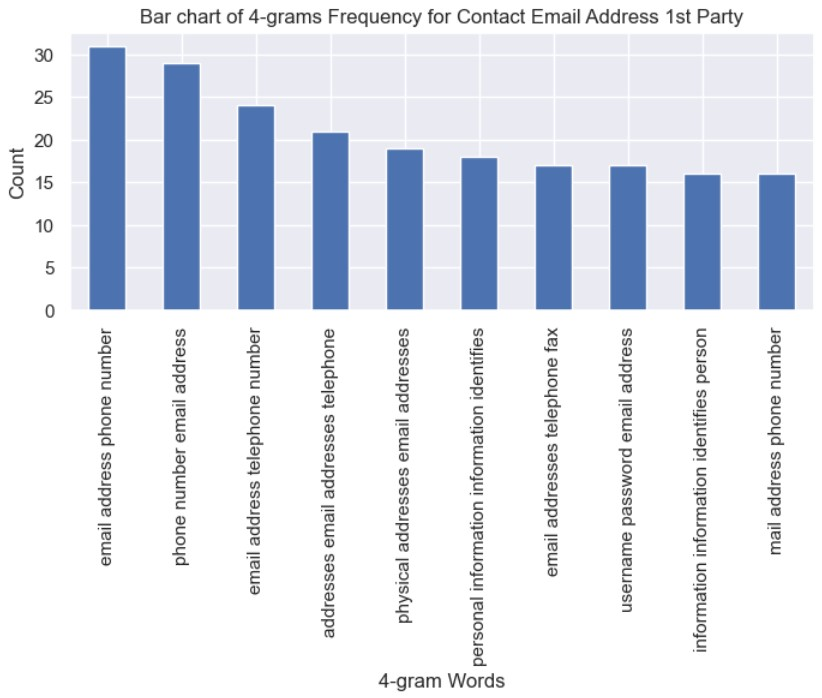 Bar chart of 4-grams Frequency for Contact Email Address 1st Party
Count
30
25
20
15
10
5
0
email address phone number
phone number email address
email address telephone number
addresses email addresses telephone
physical addresses email addresses
personal information information identifies
email addresses telephone fax
username password email address
information information identifies person
mail address phone number
4-gram Words